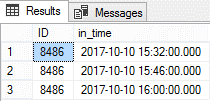 Results Messages
ID in_time
1 8486 2017-10-10 15:32:00.000
2 8486 2017-10-10 15:46:00.000
3 8486 2017-10-10 16:00:00.000